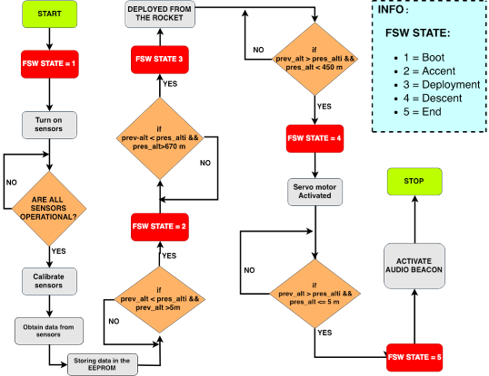 START
FSW STATE = 1
Turn on
sensors
NO
ARE ALL
SENSORS
OPERATIONAL?
YES
Calibrate
sensors
Obtain data from
sensors
Storing data in the
EEPROM
if
prev_alt < pres_alti &&
prev_alt >5m
NO
YES
FSW STATE = 2
if
prev-alt < pres_alti &&
pres_alt>670 m
NO
YES
FSW STATE 3
DEPLOYED FROM
THE ROCKET
if
prev_alt > pres_alti &&
pres_alt < 450 m
NO
YES
FSW STATE = 4
Servo motor
Activated
if
prev_alt > pres_alti &&
pres_alt <= 5 m
NO
YES
FSW STATE = 5
ACTIVATE
AUDIO BEACON
STOP
INFO :
FSW STATE:
• 1 = Boot
• 2 = Accent
• 3 = Deployment
• 4 = Descent
• 5 = End